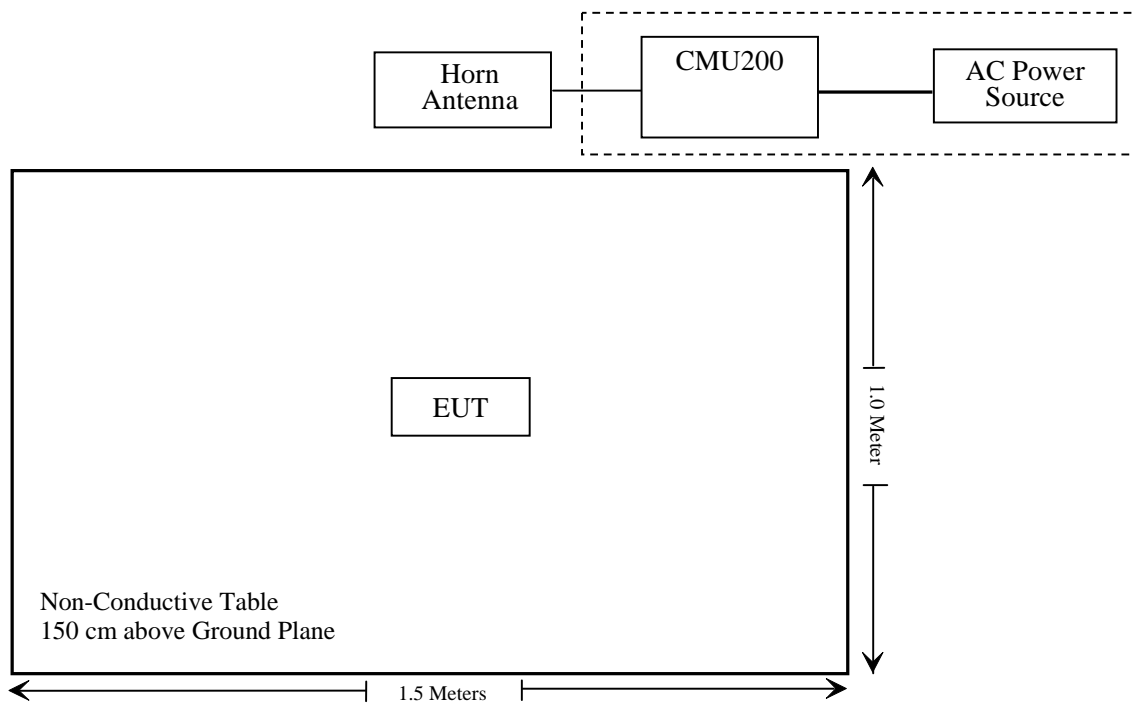 Horn
Antenna
CMU200
AC Power
Source
EUT
1.0 Meter
Non-Conductive Table
150 cm above Ground Plane
1.5 Meters